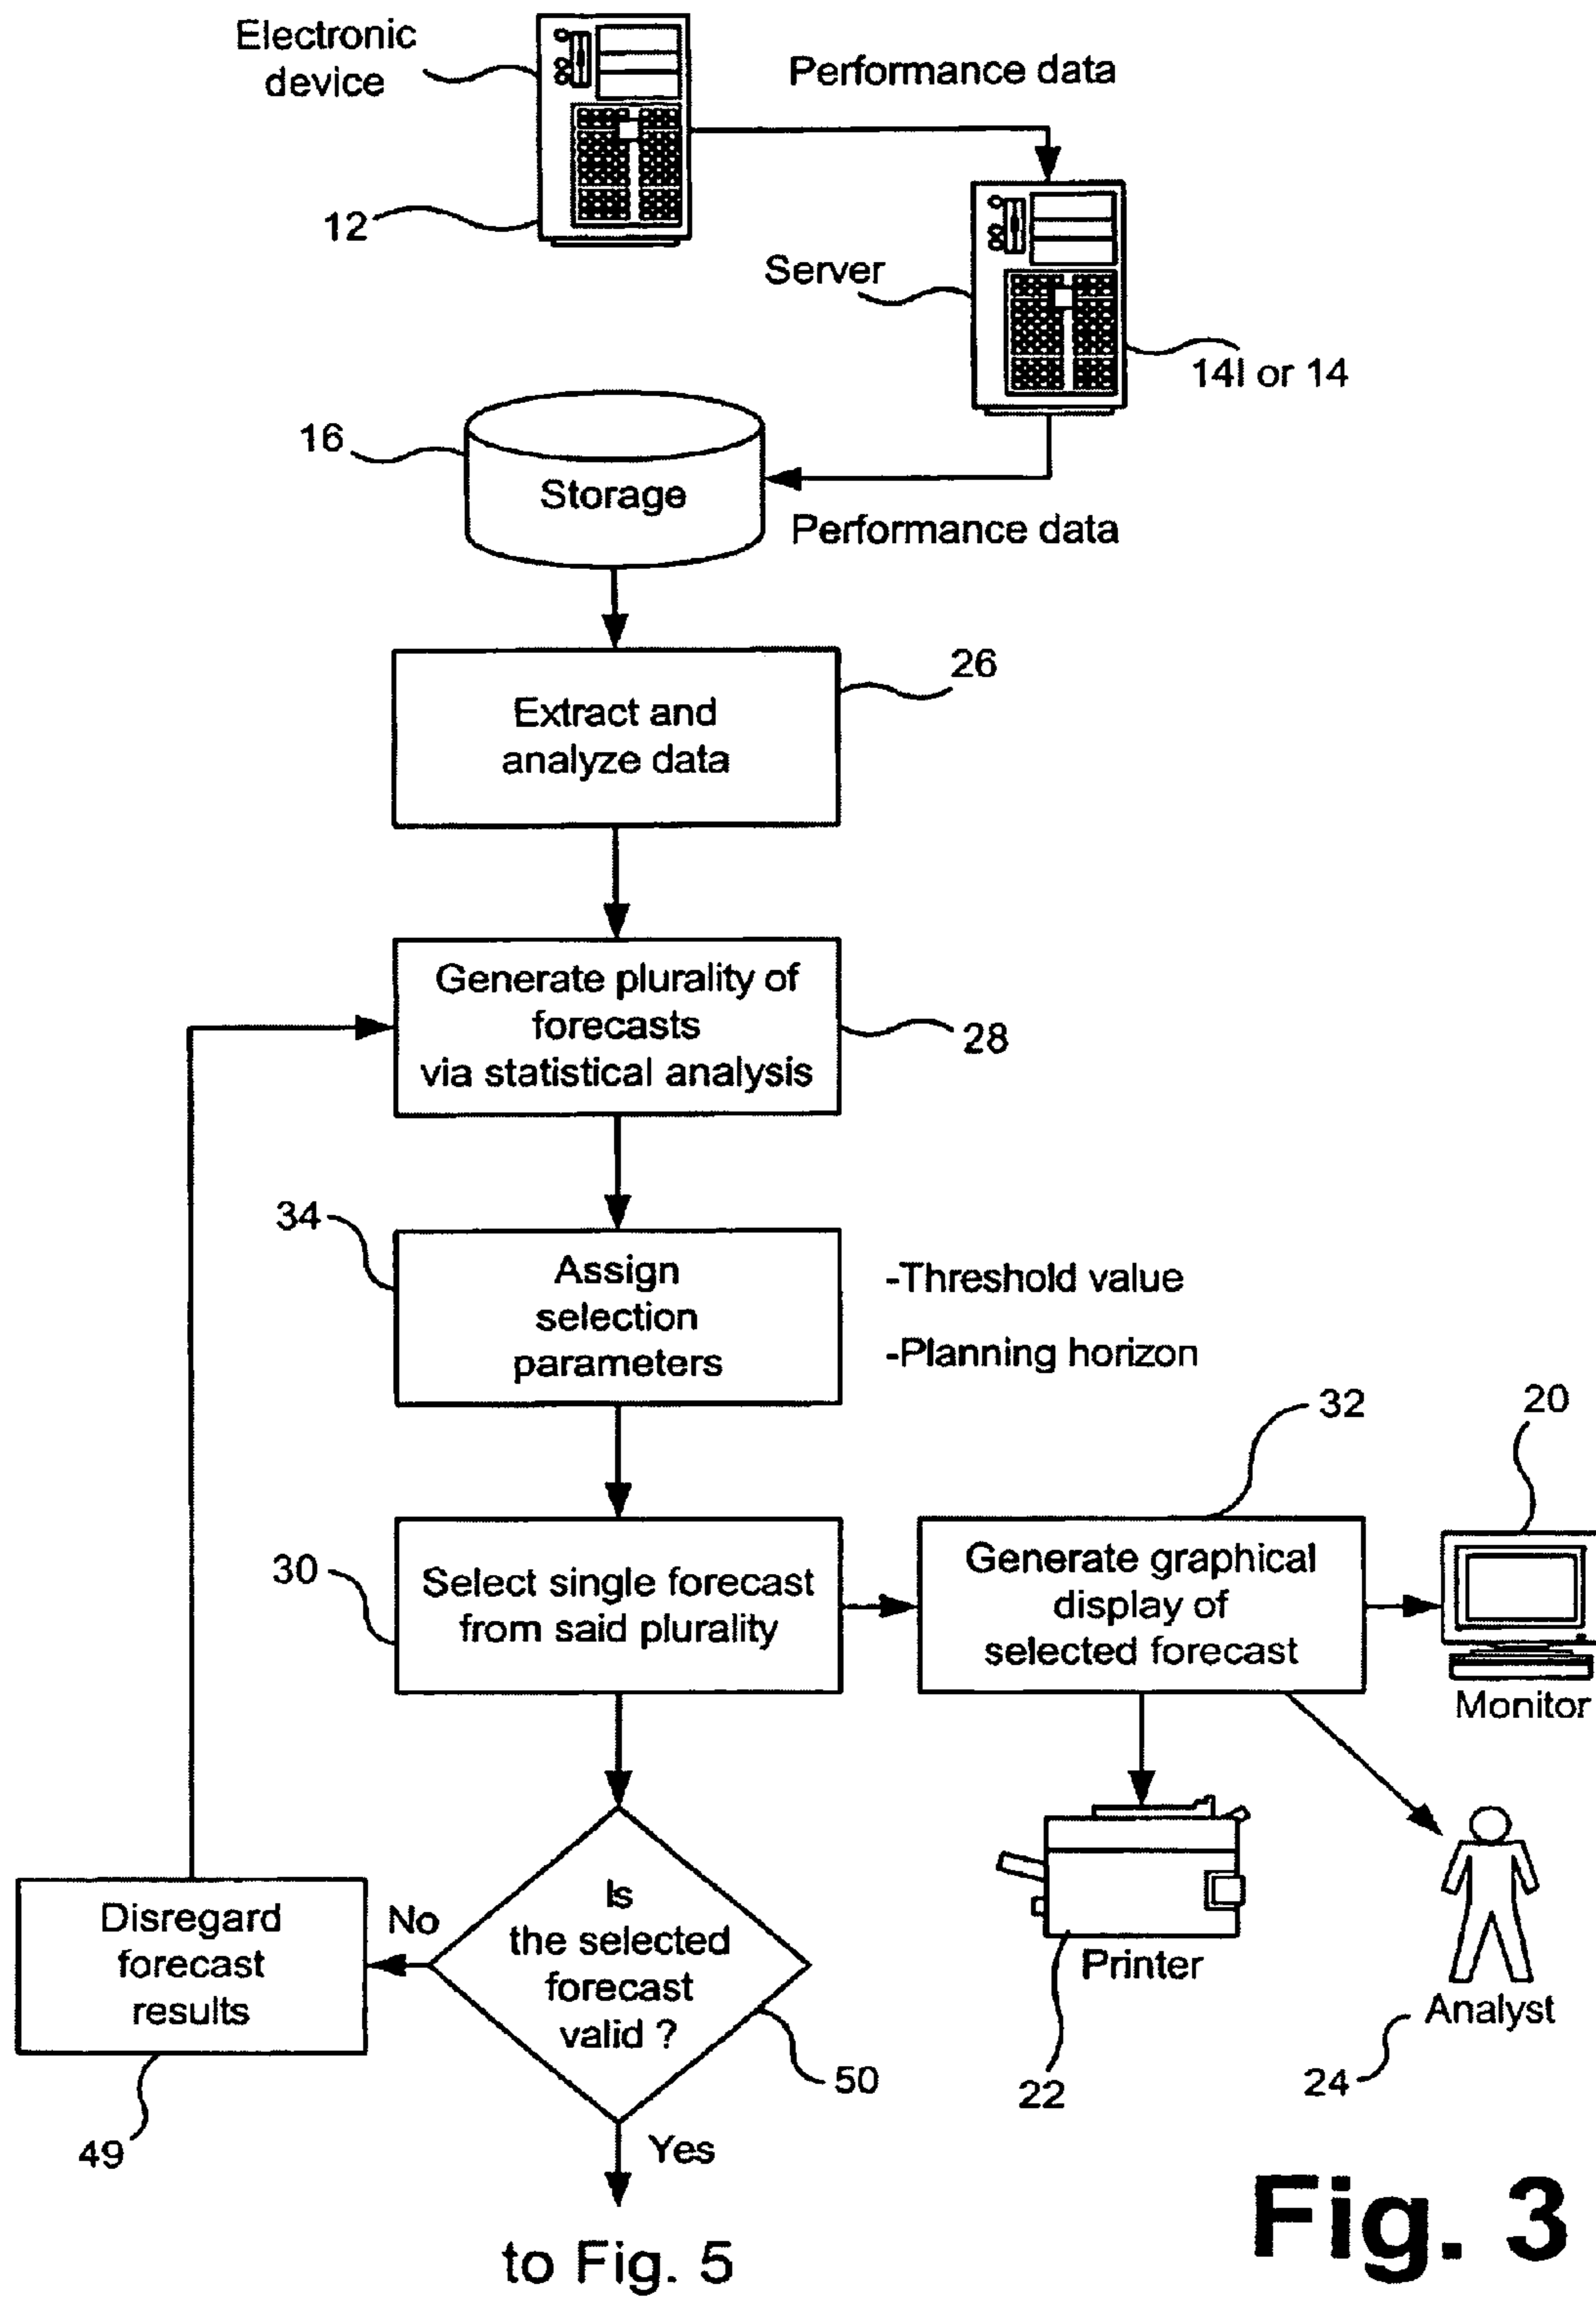 Electronic
device
Performance data
12
Server
14I or 14
16
Storage
Performance data
26
Extract and
analyze data
Generate plurality of
forecasts
via statistical analysis
28
34
Assign
selection
parameters
-Threshold value
-Planning horizon
32
20
30
Select single forecast
from said plurality
Generate graphical
display of
selected forecast
Monitor
Disregard
forecast
results
No
Is
the selected
forecast
valid ?
50
Printer
22
Analyst
24
49
Yes
to Fig. 5
Fig. 3